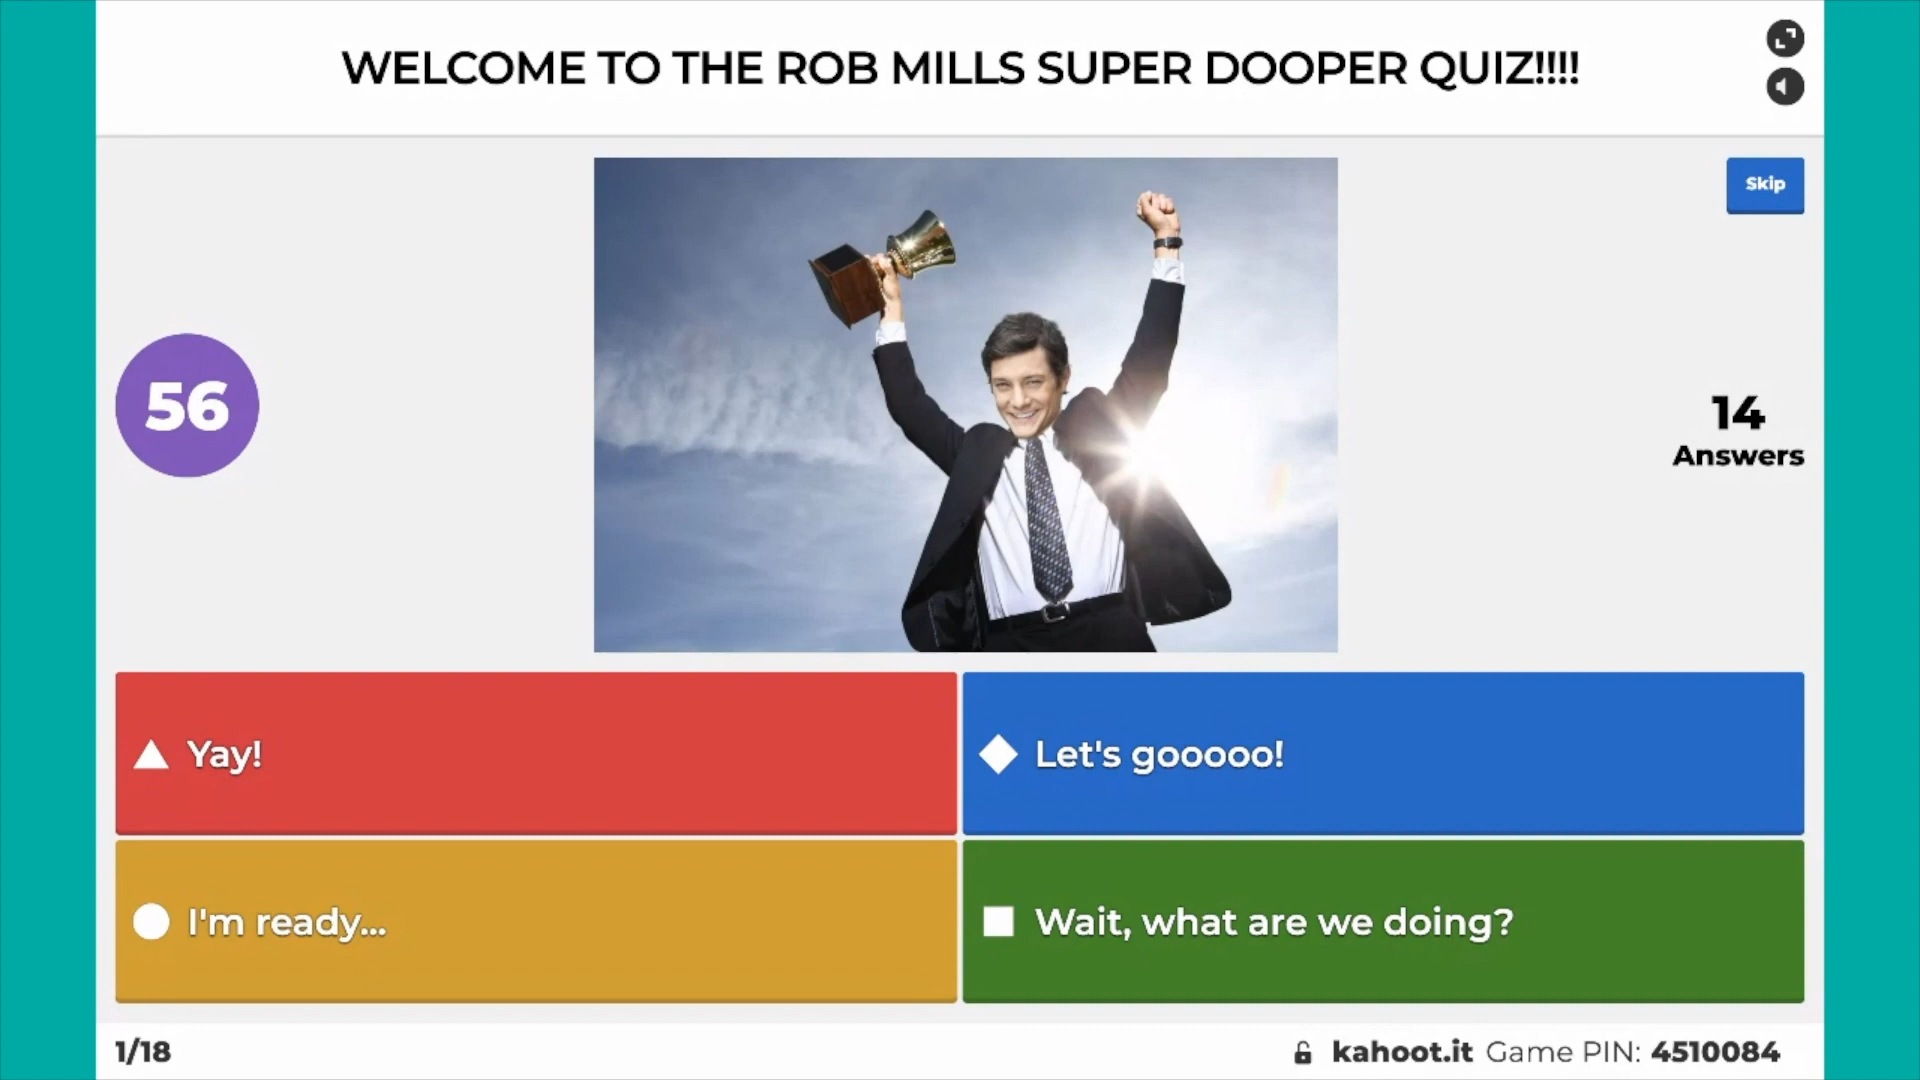 WELCOME TO THE ROB MILLS SUPER DOOPER QUIZ!!!!
Skip
56
14
Answers
Yay!
Let's gooooo!
I'm ready...
Wait, what are we doing?
1/18
kahoot.it Game PIN: 4510084